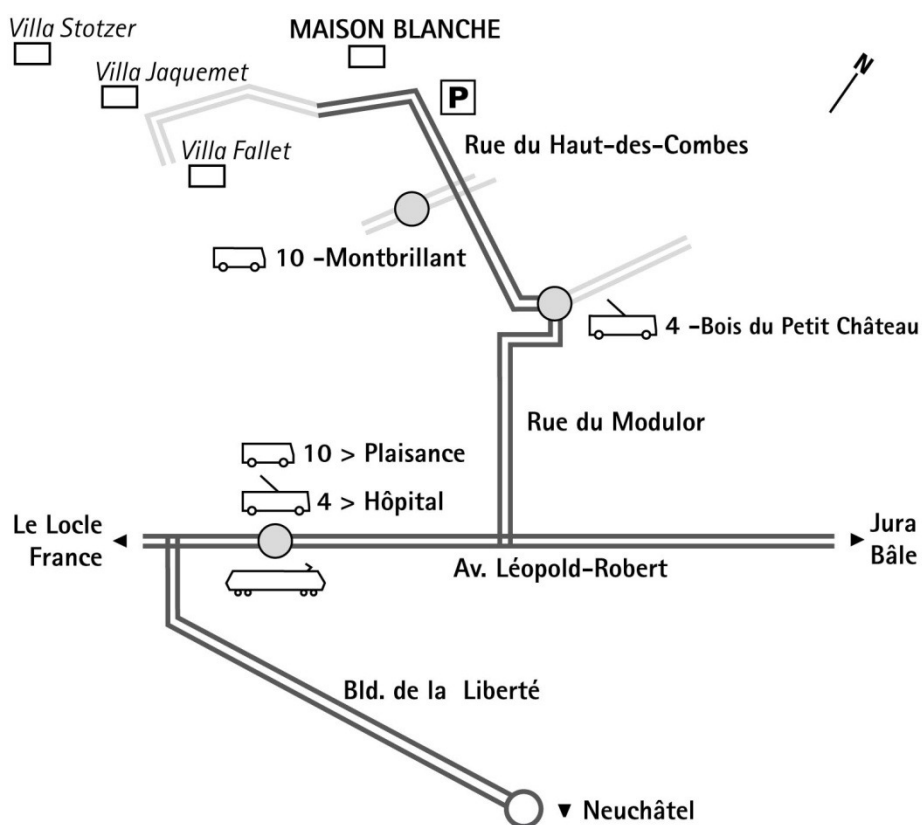 Villa Stotzer
MAISON BLANCHE
Villa Jaquemet
P
N
Rue du Haut-des-Combes
Villa Fallet
10 -Montbrillant
4 -Bois du Petit Château
Rue du Modulor
10 > Plaisance
4 > Hôpital
Le Locle
France
Jura
Bâle
Av. Léopold-Robert
Bld. de la Liberté
Neuchâtel